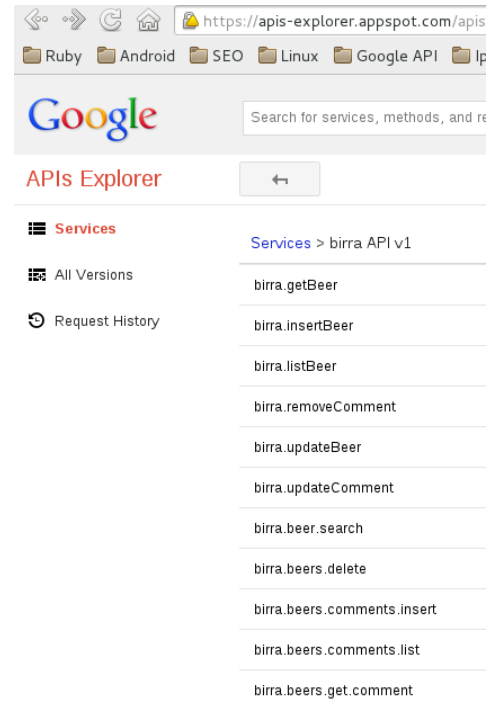 https://apis-explorer.appspot.com/apis
Ruby Android SEO Linux Google API
Google
Search for services, methods, and re
APIs Explorer
Services
All Versions
Request History
Services > birra API v1
birra.getBeer
birra.insertBeer
birra.listBeer
birra.removeComment
birra.updateBeer
birra.updateComment
birra.beer.search
birra.beers.delete
birra.beers.comments.insert
birra.beers.comments.list
birra.beers.get.comment